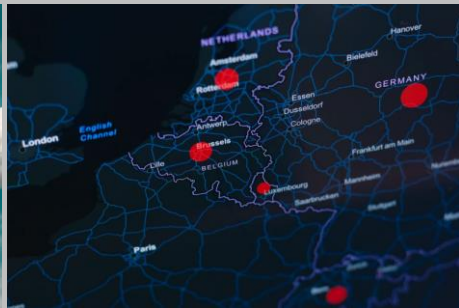 Hanover
NETHERLANDS
Amsterdam
Bielefeld
Rotterdam
GERMANY
Essen
Dusseldorf
Cologne
Antwerp
English
Channel
London
Brussels
Lille
BELGIUM
Frankfurt am Main
Luxembourg
Mannheim
Saarbrucken
Stuttgart
Paris